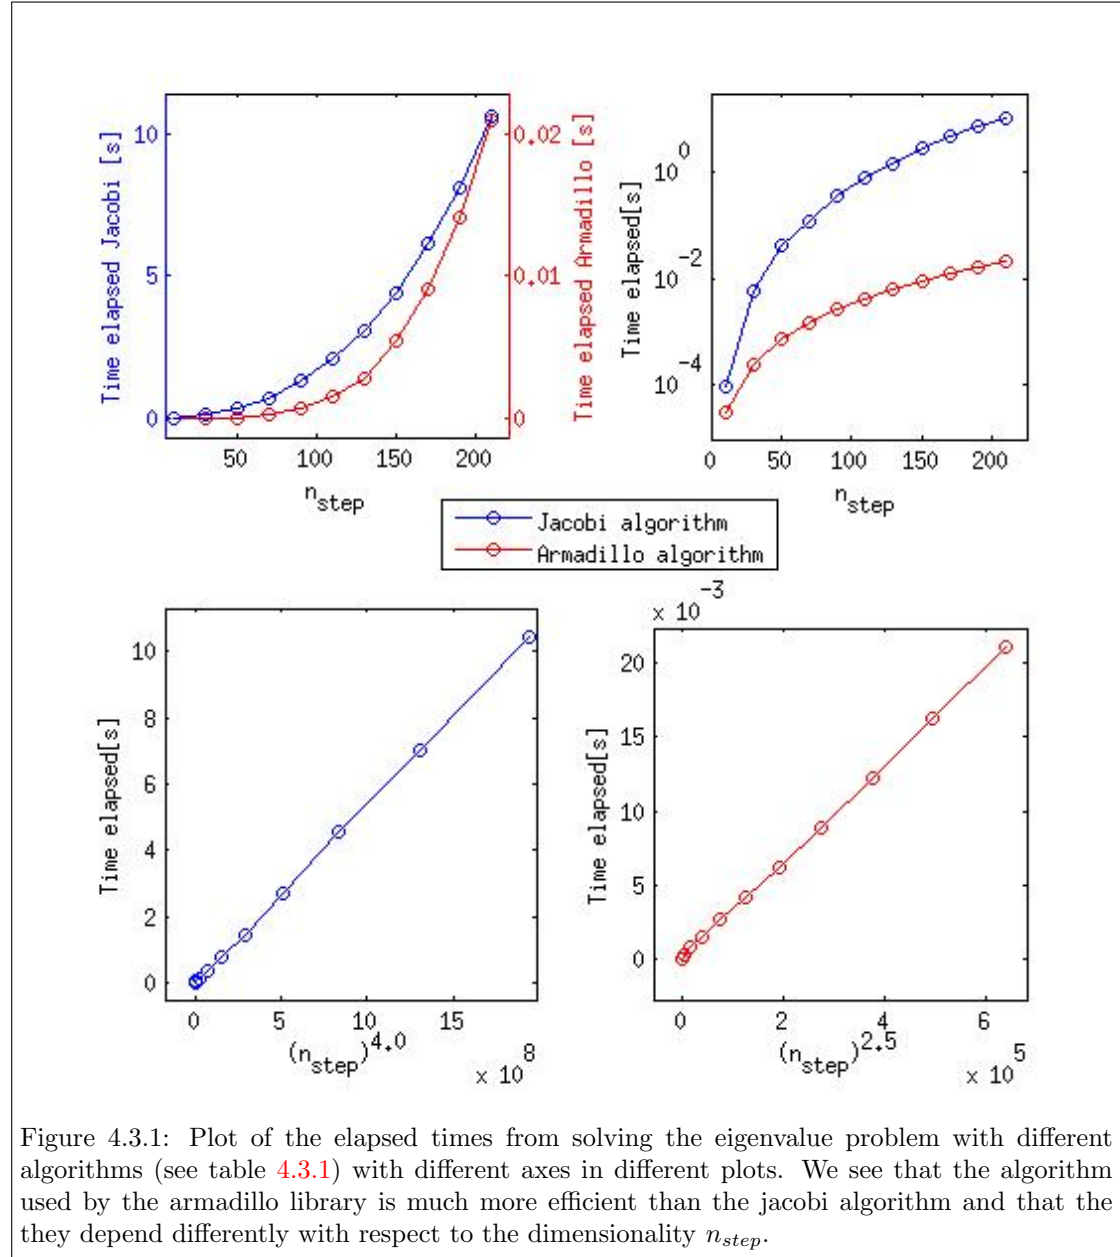 10
5
0
Time elapsed Jacobi [s]
0.02
0.01
0
Time elapsed Armadillo [s]
50 100 150 200
n_step
10^0
10^-2
10^-4
Time elapsed[s]
0 50 100 150 200
n_step
Jacobi algorithm
Armadillo algorithm
10
8
6
4
2
0
Time elapsed[s]
0 5 10 15
(n_step)^4.0
x 10^8
x 10^-3
20
15
10
5
0
Time elapsed[s]
0 2 4 6
(n_step)^2.5
x 10^5
Figure 4.3.1: Plot of the elapsed times from solving the eigenvalue problem with different
algorithms (see table 4.3.1) with different axes in different plots. We see that the algorithm
used by the armadillo library is much more efficient than the jacobi algorithm and that the
they depend differently with respect to the dimensionality n_step.